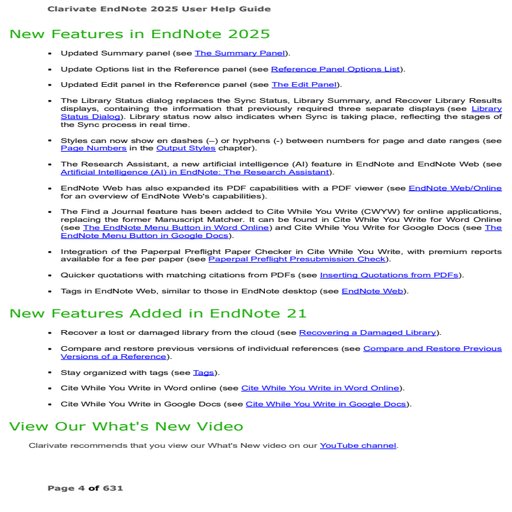 Clarivate EndNote 2025 User Help Guide
New Features in EndNote 2025
• Updated Summary panel (see The Summary Panel).
• Update Options list in the Reference panel (see Reference Panel Options List).
• Updated Edit panel in the Reference panel (see The Edit Panel).
• The Library Status dialog replaces the Sync Status, Library Summary, and Recover Library Results
displays, containing the information that previously required three separate displays (see Library
Status Dialog). Library status now also indicates when Sync is taking place, reflecting the stages of
the Sync process in real time.
• Styles can now show en dashes (–) or hyphens (-) between numbers for page and date ranges (see
Page Numbers in the Output Styles chapter).
• The Research Assistant, a new artificial intelligence (AI) feature in EndNote and EndNote Web (see
Artificial Intelligence (AI) in EndNote: The Research Assistant).
• EndNote Web has also expanded its PDF capabilities with a PDF viewer (see EndNote Web/Online
for an overview of EndNote Web's capabilities).
• The Find a Journal feature has been added to Cite While You Write (CWYW) for online applications,
replacing the former Manuscript Matcher. It can be found in Cite While You Write for Word Online
(see The EndNote Menu Button in Word Online) and Cite While You Write for Google Docs (see The
EndNote Menu Button in Google Docs).
• Integration of the Paperpal Preflight Paper Checker in Cite While You Write, with premium reports
available for a fee per paper (see Paperpal Preflight Presubmission Check).
• Quicker quotations with matching citations from PDFs (see Inserting Quotations from PDFs).
• Tags in EndNote Web, similar to those in EndNote desktop (see EndNote Web).
New Features Added in EndNote 21
• Recover a lost or damaged library from the cloud (see Recovering a Damaged Library).
• Compare and restore previous versions of individual references (see Compare and Restore Previous
Versions of a Reference).
• Stay organized with tags (see Tags).
• Cite While You Write in Word online (see Cite While You Write in Word Online).
• Cite While You Write in Google Docs (see Cite While You Write in Google Docs).
View Our What's New Video
Clarivate recommends that you view our What's New video on our YouTube channel.
Page 4 of 631